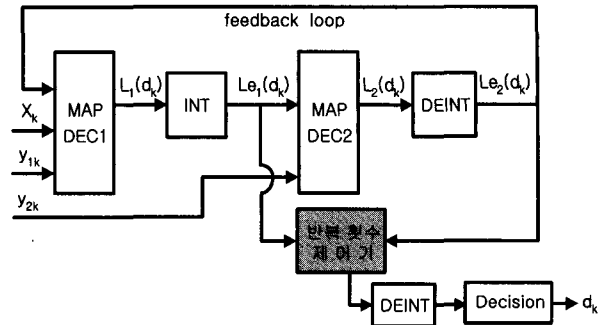 feedback loop
L₁(dₖ)
Le₁(dₖ)
L₂(dₖ)
Le₂(dₖ)
MAP
DEC1
INT
MAP
DEC2
DEINT
Xₖ
y₁ₖ
y₂ₖ
반복 횟수
제어기
DEINT
Decision
dₖ